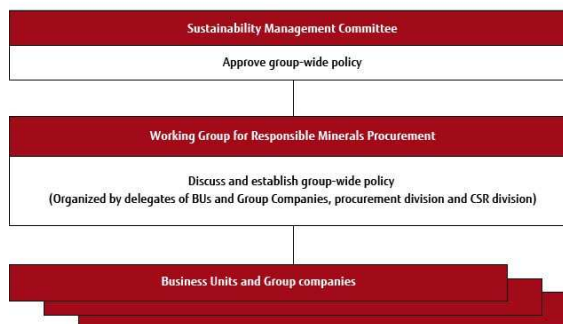 Sustainability Management Committee
Approve group-wide policy
Working Group for Responsible Minerals Procurement
Discuss and establish group-wide policy
(Organized by delegates of BUs and Group Companies, procurement division and CSR division)
Business Units and Group companies